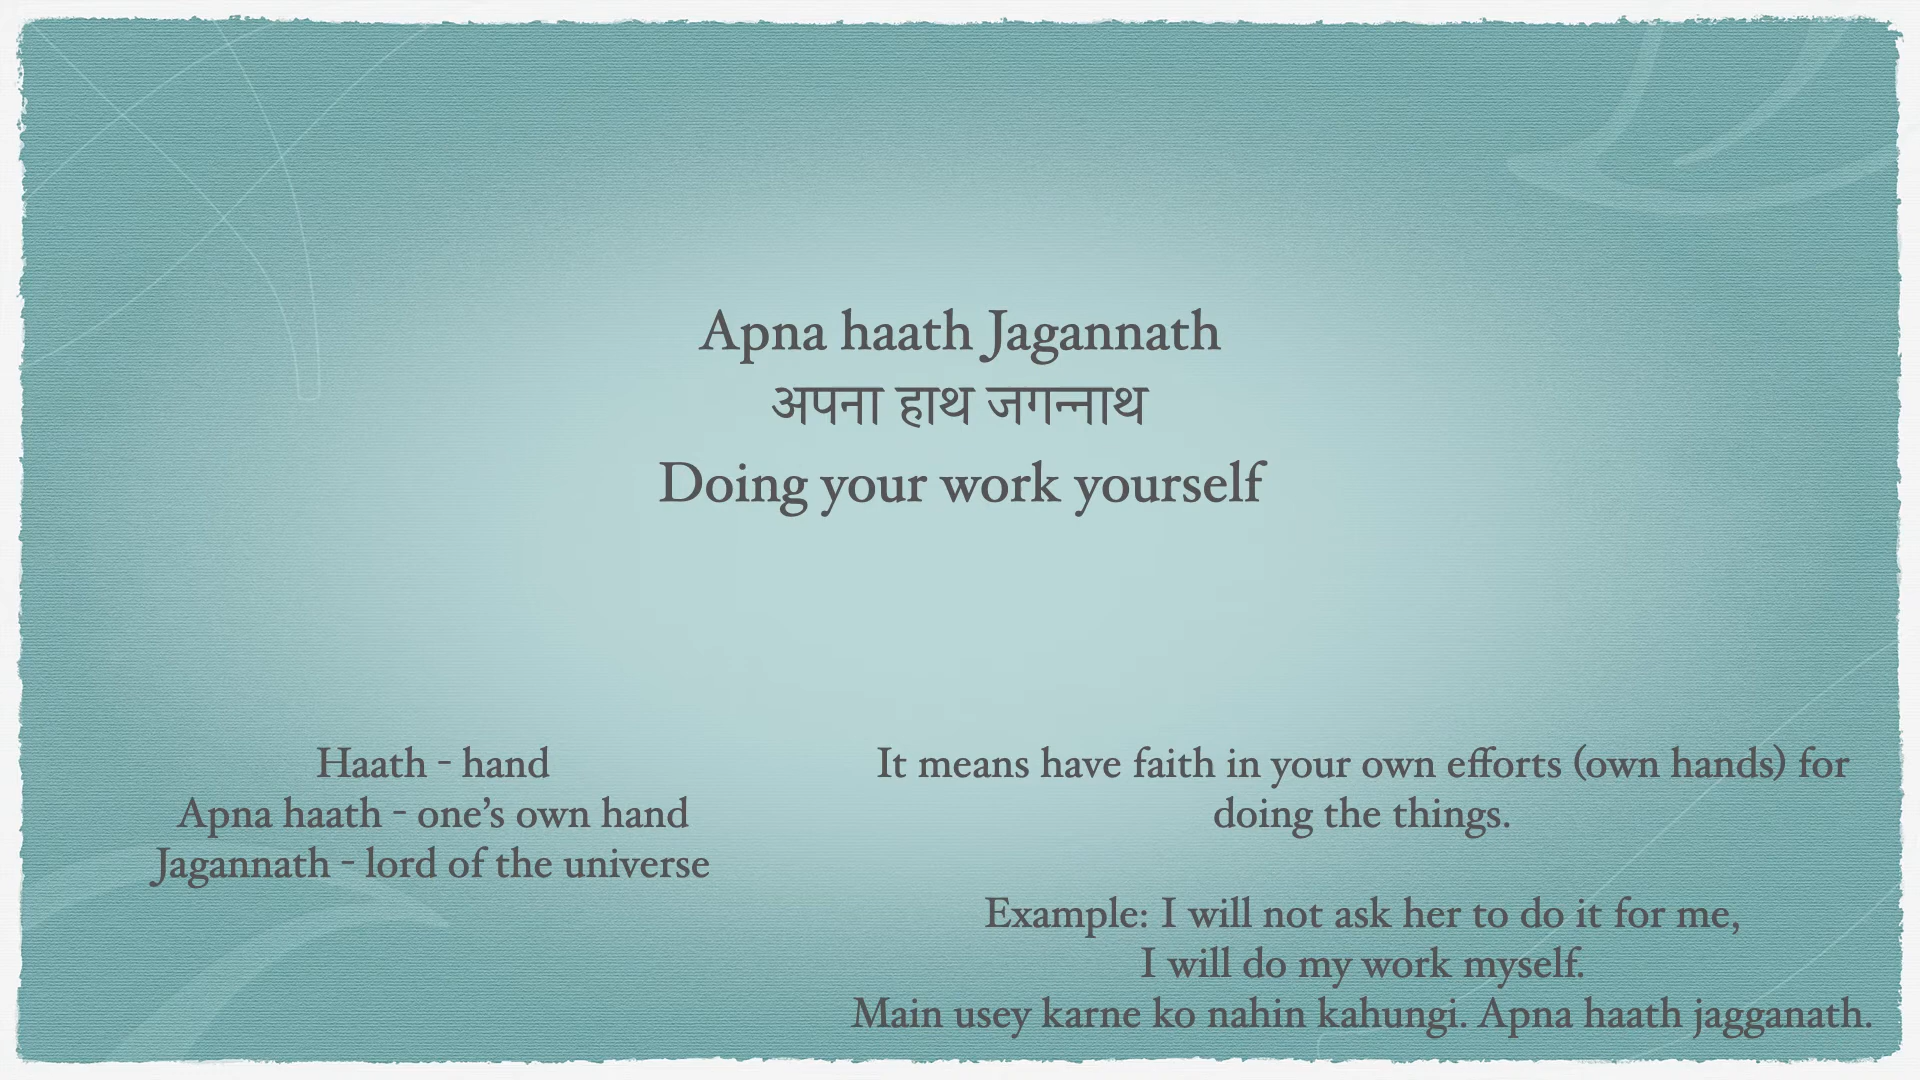 Apna haath Jagannath
अपना हाथ जगन्नाथ
Doing your work yourself
Haath - hand
Apna haath - one’s own hand
Jagannath - lord of the universe
It means have faith in your own efforts (own hands) for
doing the things.
Example: I will not ask her to do it for me,
I will do my work myself.
Main usey karne ko nahin kahungi. Apna haath jagganath.